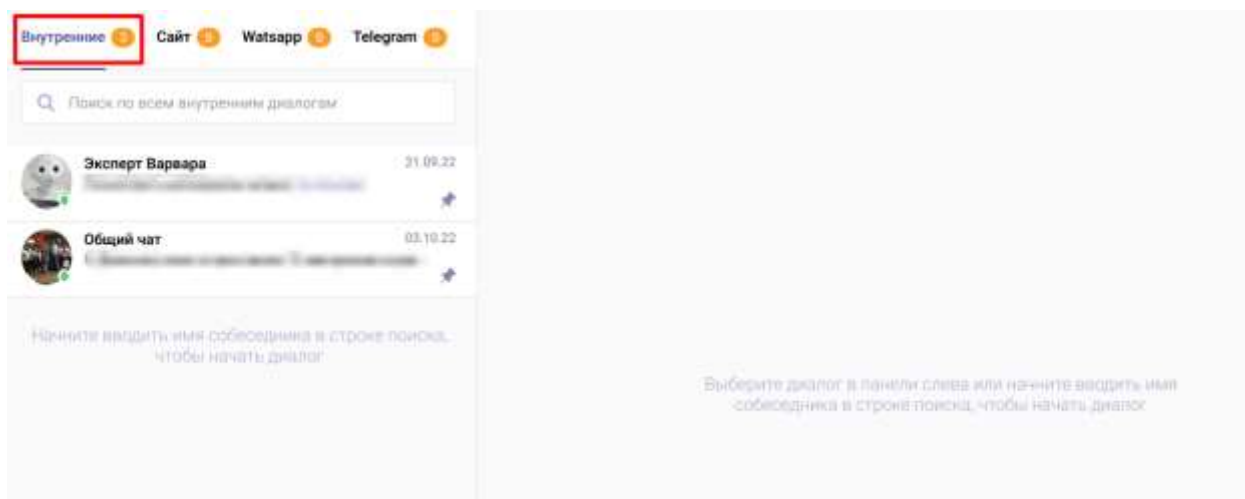 Внутренние
Сайт
Watsapp
Telegram
Поиск по всем внутренним диалогам
Эксперт Варвара
21.09.22
Общий чат
03.10.22
Начните вводить имя собеседника в строке поиска,
чтобы начать диалог
Выберите диалог в панели слева или начните вводить имя
собеседника в строке поиска, чтобы начать диалог